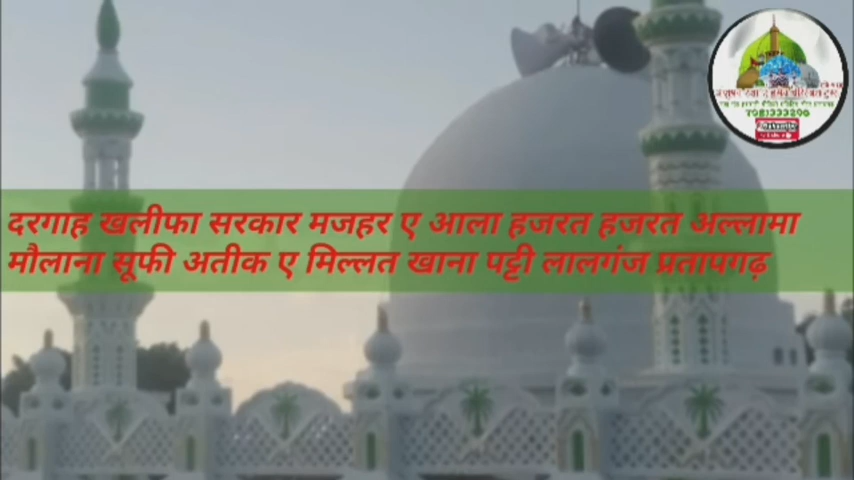 दरगाह खलीफा सरकार मजहर ए आला हजरत हजरत अल्लामा
मौलाना सूफी अतीक ए मिल्लत खाना पट्टी लालगंज प्रतापगढ़